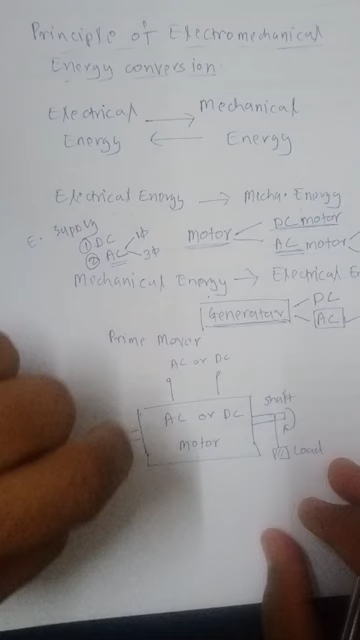 Principle of Electromechanical
Energy conversion.
Electrical → Mechanical
Energy ← Energy
Electrical Energy → Mecha. Energy
E. Supply
① DC
② AC 1Φ
3Φ
Motor DC motor
AC motor
Mechanical Energy → Electrical E
Generator DC
AC
Prime Mover
AC or DC
AC or DC
Motor
Shaft
Load